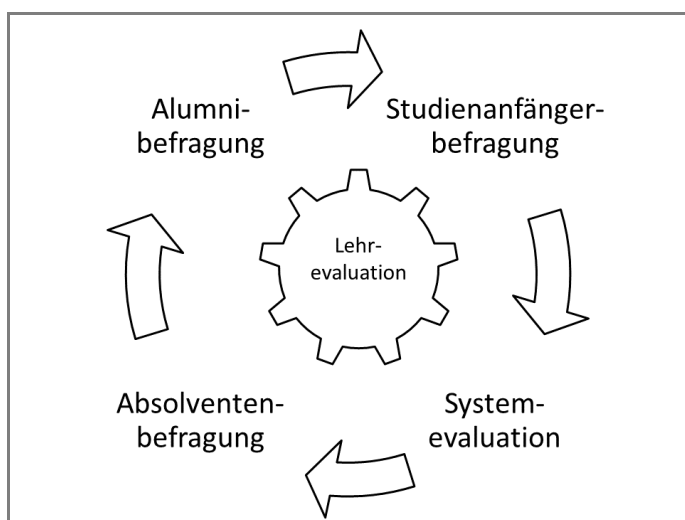 Alumni-
befragung
Studienanfänger-
befragung
Lehr-
evaluation
Absolventen-
befragung
System-
evaluation